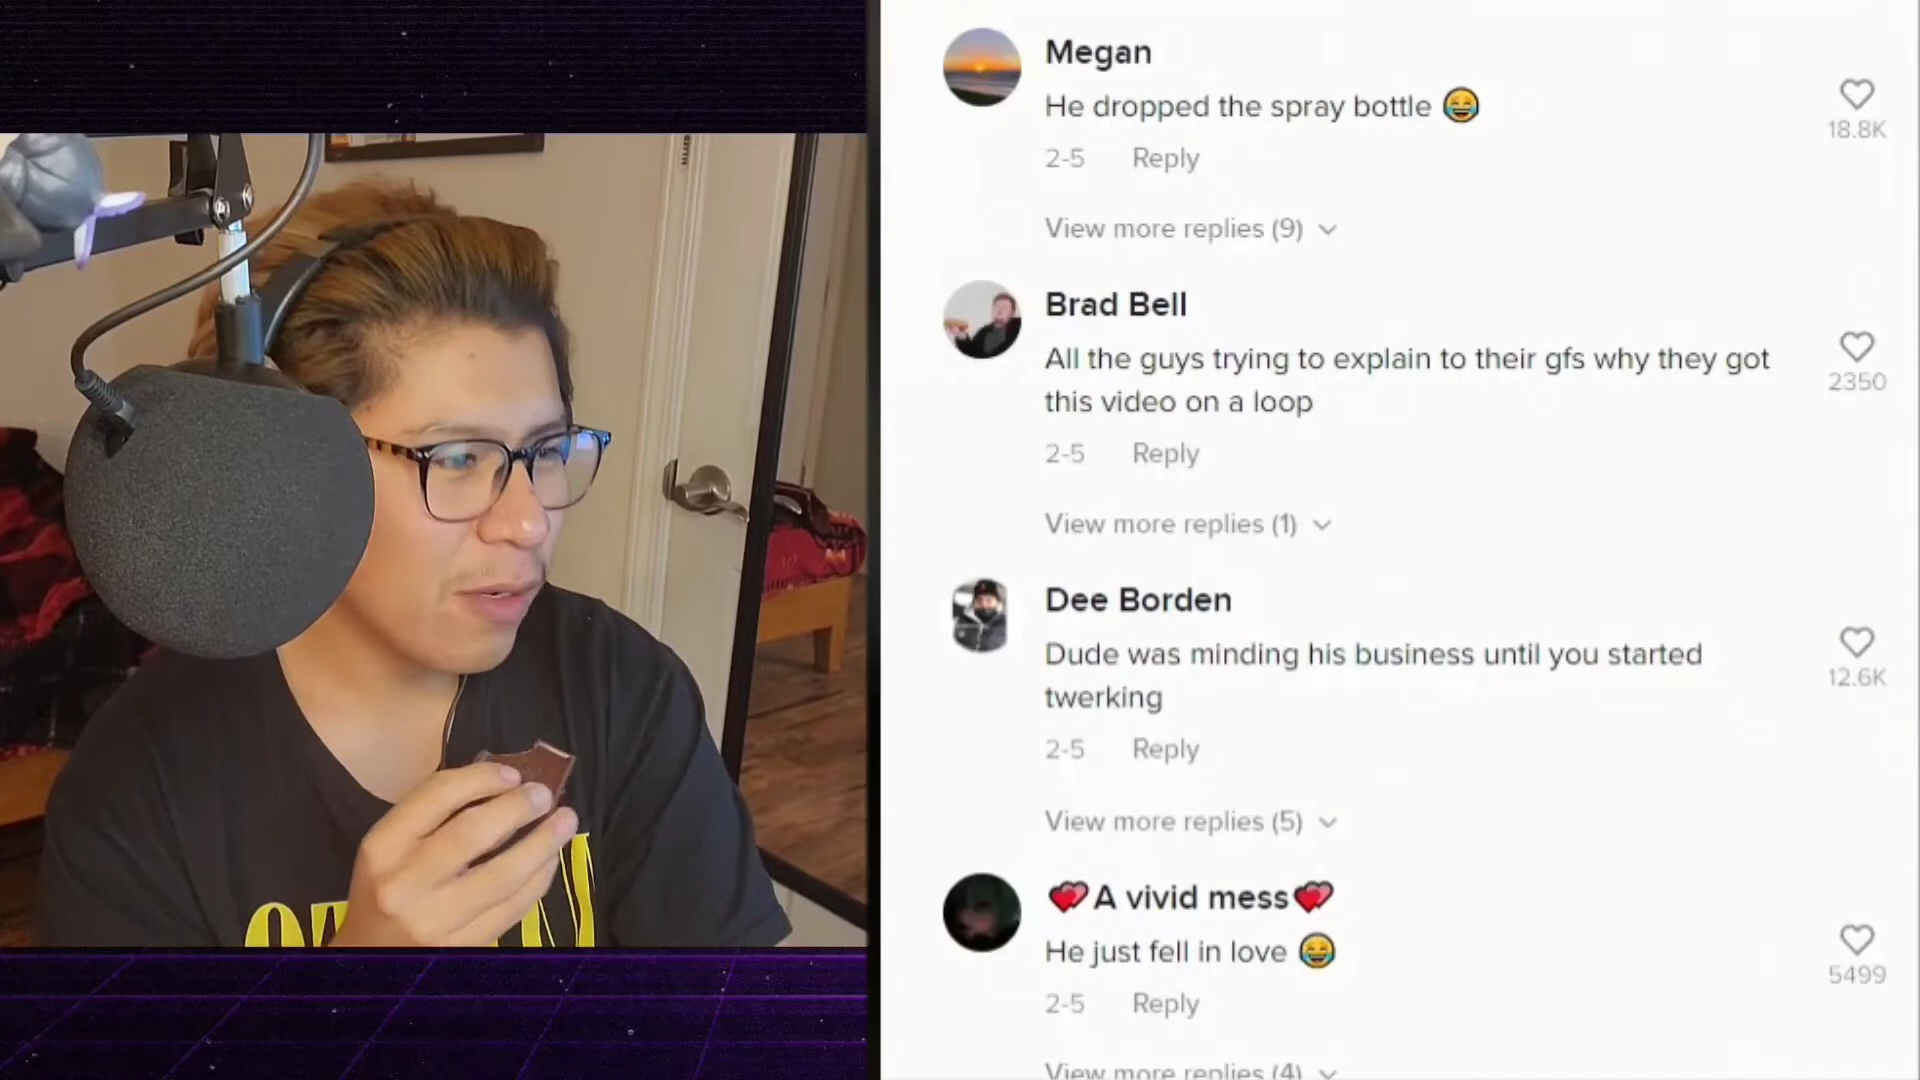 Megan
He dropped the spray bottle 😂
18.8K
2-5 Reply
View more replies (9)
Brad Bell
All the guys trying to explain to their gfs why they got
this video on a loop
2350
2-5 Reply
View more replies (1)
Dee Borden
Dude was minding his business until you started
twerking
12.6K
2-5 Reply
View more replies (5)
💞A vivid mess💞
He just fell in love 😂
5499
2-5 Reply
View more replies (4)